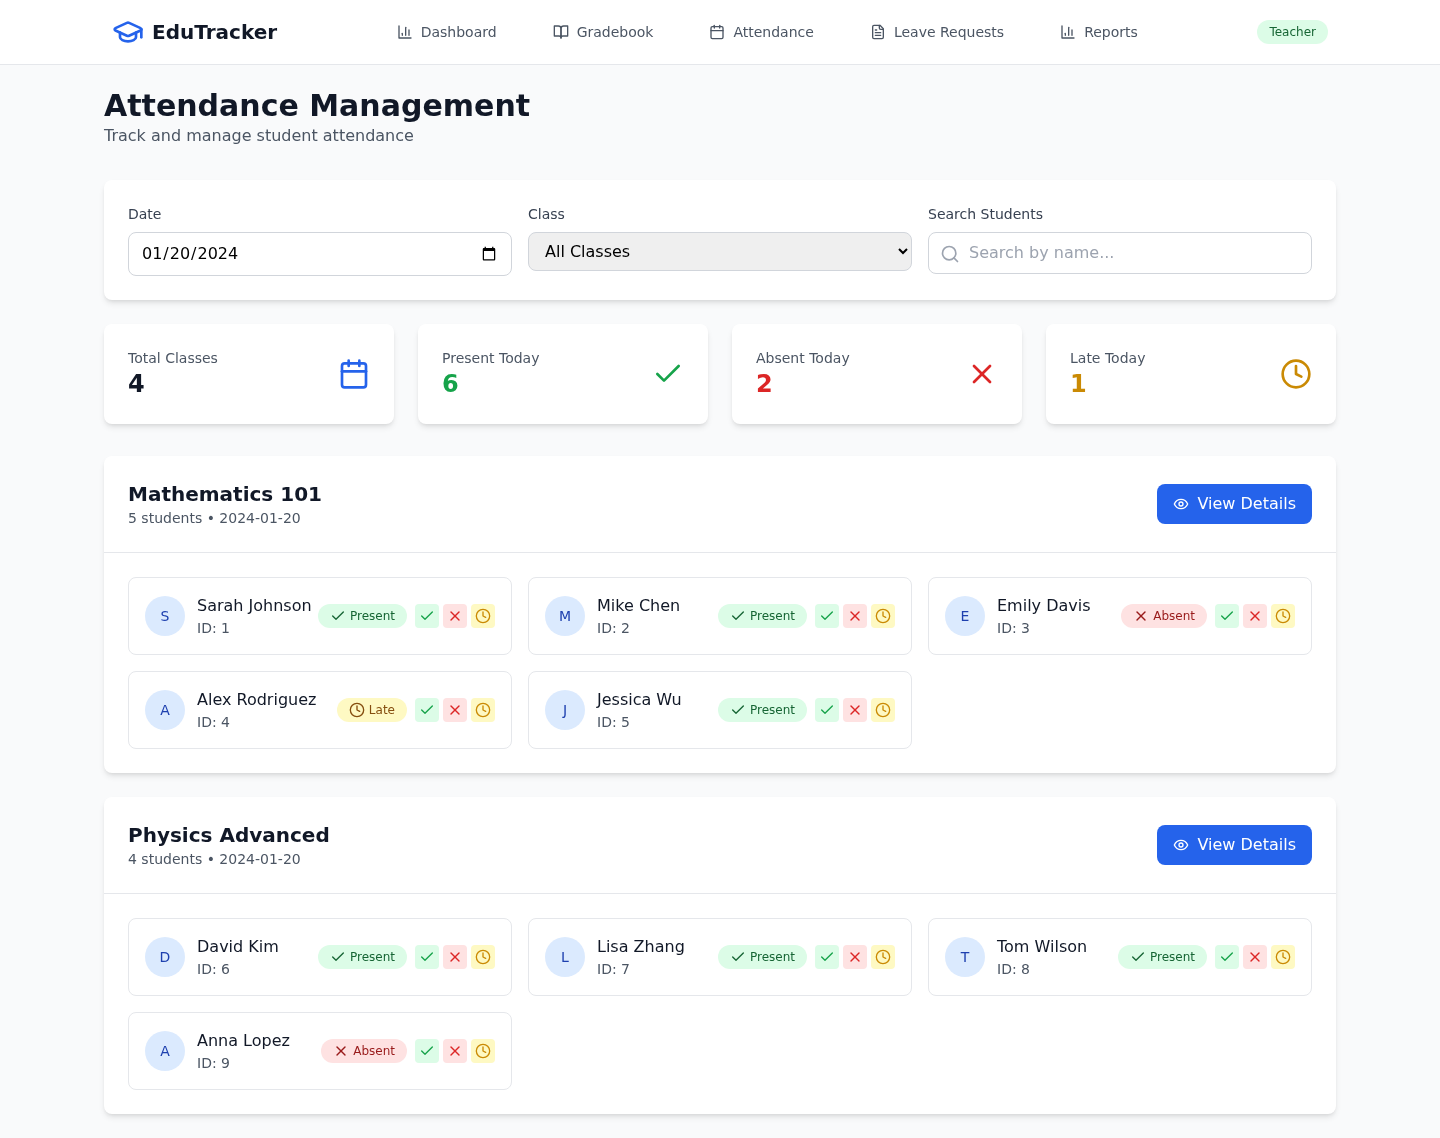 EduTracker
Dashboard
Gradebook
Attendance
Leave Requests
Reports
Teacher
Attendance Management
Track and manage student attendance
Date
Class
Search Students
01/20/2024
All Classes
Search by name...
Total Classes
4
Present Today
6
Absent Today
2
Late Today
1
Mathematics 101
5 students • 2024-01-20
View Details
S
Sarah Johnson
ID: 1
Present
M
Mike Chen
ID: 2
Present
E
Emily Davis
ID: 3
Absent
A
Alex Rodriguez
ID: 4
Late
J
Jessica Wu
ID: 5
Present
Physics Advanced
4 students • 2024-01-20
View Details
D
David Kim
ID: 6
Present
L
Lisa Zhang
ID: 7
Present
T
Tom Wilson
ID: 8
Present
A
Anna Lopez
ID: 9
Absent